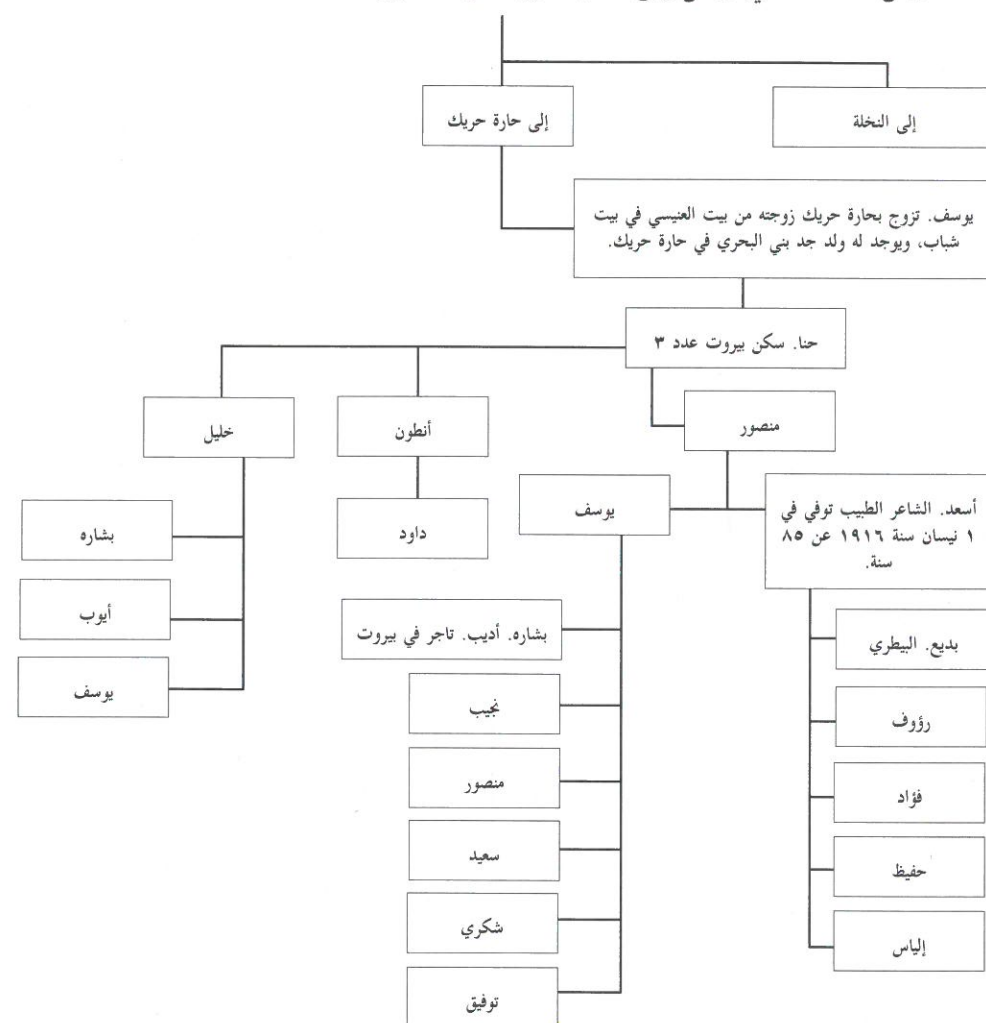 إلى النخلة
إلى حارة حريك
يوسف. تزوج بحارة حريك زوجته من بيت العنيسي في بيت
شباب، ويوجد له ولد جد بني البحري في حارة حريك.
حنا. سكن بيروت عدد ٣
منصور
أنطون
خليل
أسعد. الشاعر الطبيب توفي في
١ نيسان سنة ١٩١٦ عن ٨٥
سنة.
يوسف
داود
بشاره
أيوب
يوسف
بديع. البيطري
رؤوف
فؤاد
حفيظ
إلياس
بشاره. أديب. تاجر في بيروت
نجيب
منصور
سعيد
شكري
توفيق